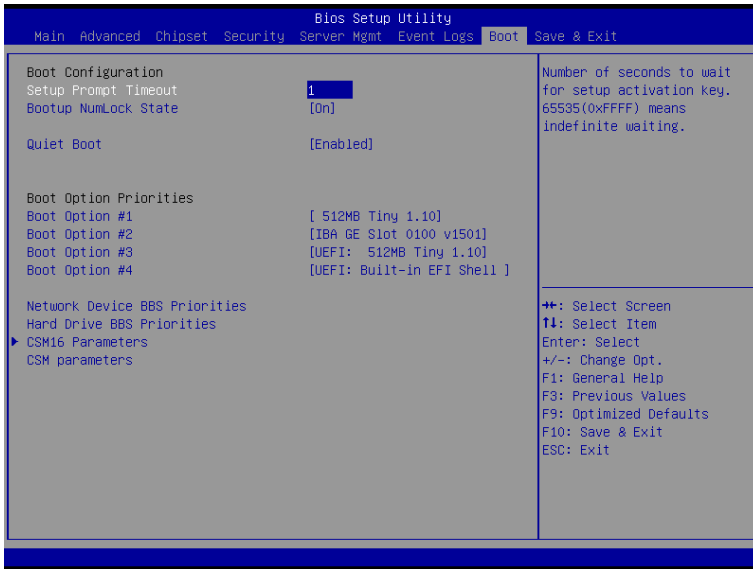 Bios Setup Utility
Main Advanced Chipset Security Server Mgmt Event Logs Boot Save & Exit
Boot Configuration
Setup Prompt Timeout 1
Bootup NumLock State [On]
Quiet Boot [Enabled]
Boot Option Priorities
Boot Option #1 [ 512MB Tiny 1.10]
Boot Option #2 [IBA GE Slot 0100 v1501]
Boot Option #3 [UEFI:  512MB Tiny 1.10]
Boot Option #4 [UEFI: Built-in EFI Shell ]
Network Device BBS Priorities
Hard Drive BBS Priorities
CSM16 Parameters
CSM parameters
Number of seconds to wait
for setup activation key.
65535(0xFFFF) means
indefinite waiting.
→←: Select Screen
↑↓: Select Item
Enter: Select
+/-: Change Opt.
F1: General Help
F3: Previous Values
F9: Optimized Defaults
F10: Save & Exit
ESC: Exit